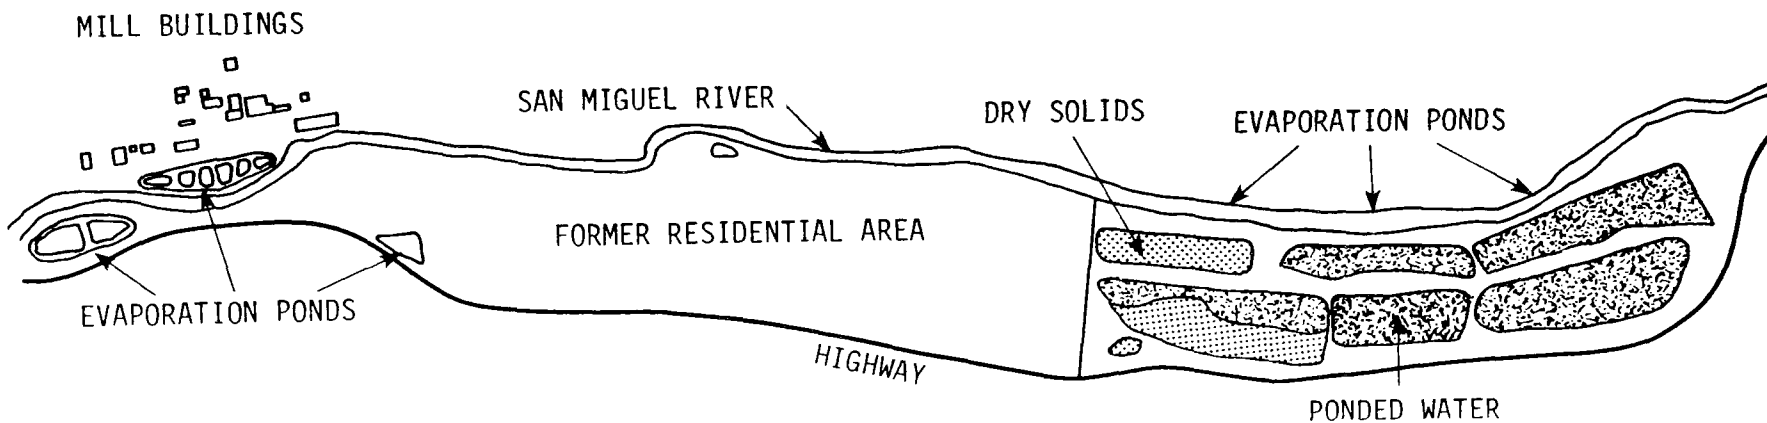 MILL BUILDINGS
SAN MIGUEL RIVER
DRY SOLIDS
EVAPORATION PONDS
FORMER RESIDENTIAL AREA
EVAPORATION PONDS
HIGHWAY
PONDED WATER